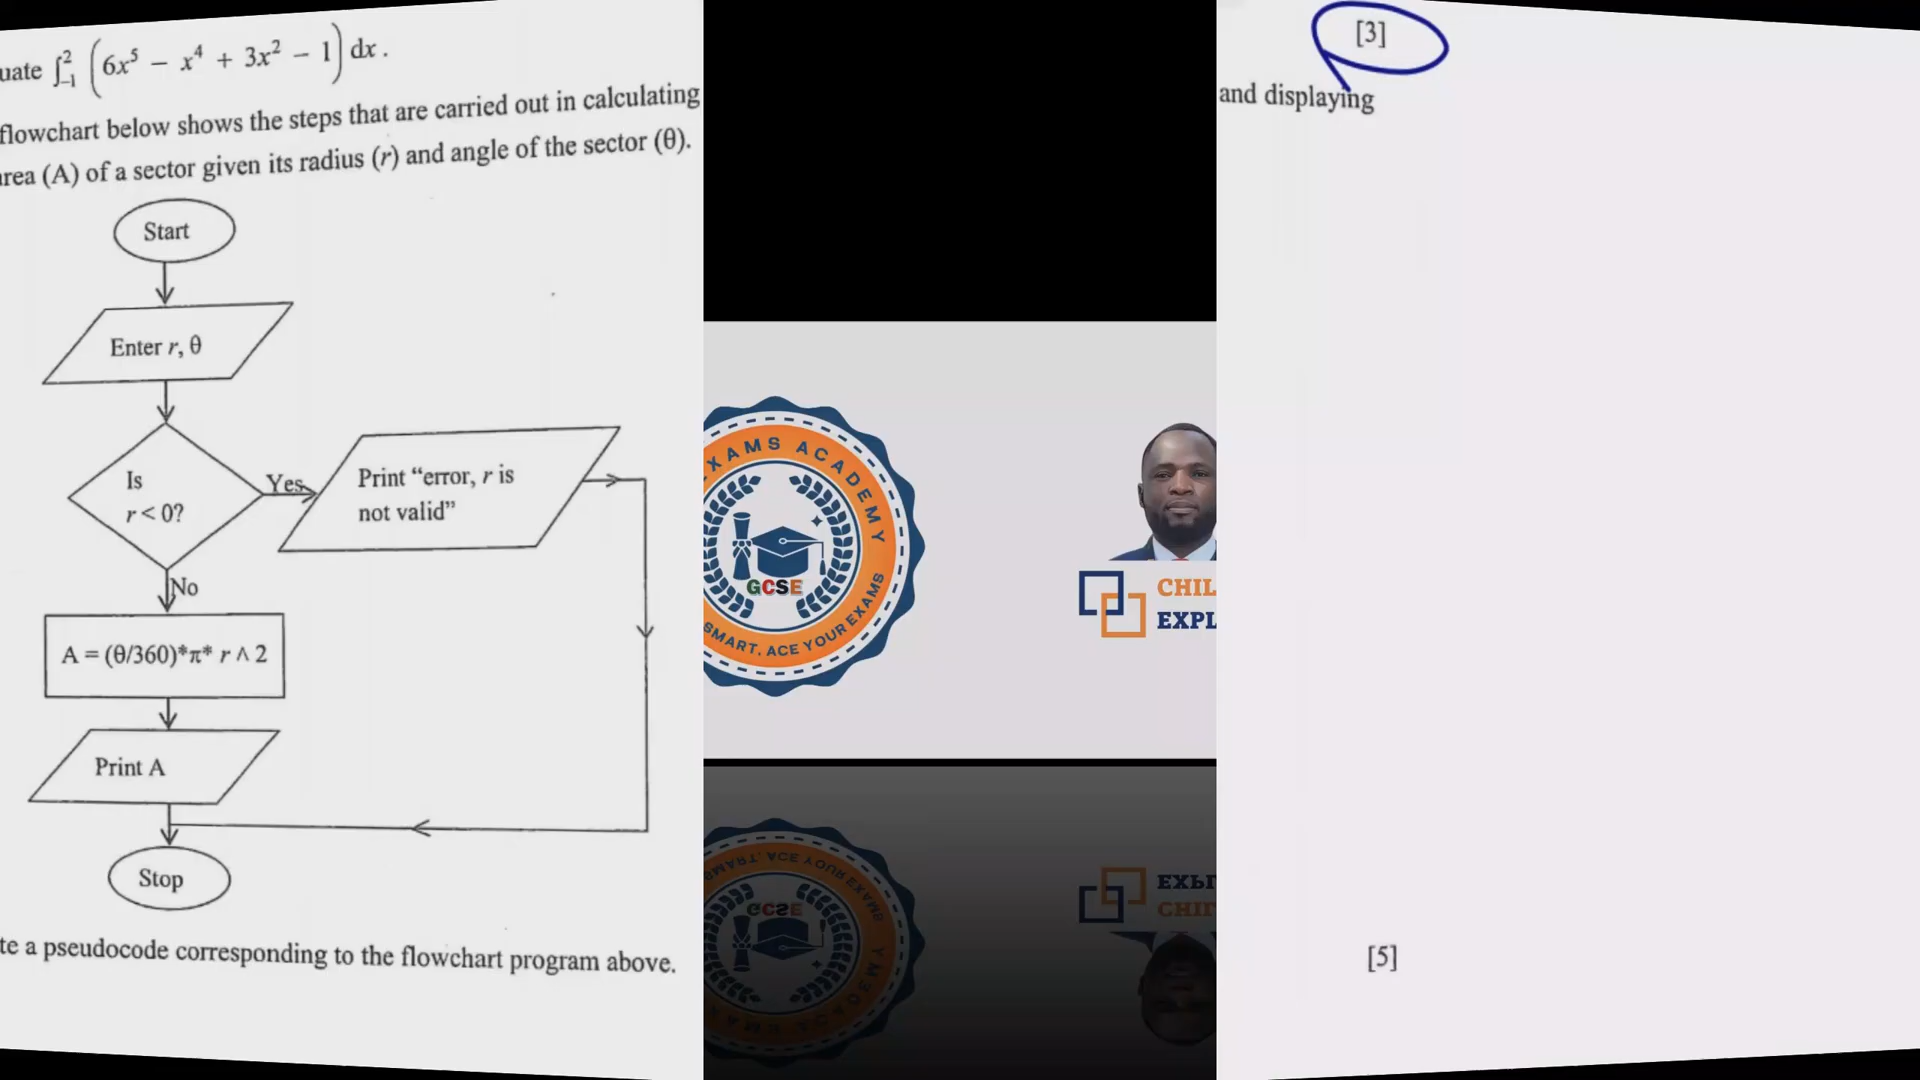 uate ∫₋₁² (6x⁵ − x⁴ + 3x² − 1) dx. [3]
flowchart below shows the steps that are carried out in calculating and displaying
area (A) of a sector given its radius (r) and angle of the sector (θ).
Start
Enter r, θ
Is
r < 0?
Yes
Print “error, r is
not valid”
No
A = (θ/360)*π* r ∧ 2
Print A
Stop
te a pseudocode corresponding to the flowchart program above. [5]
XAMS ACADEMY
GCSE
SMART. ACE YOUR EXAMS
CHIL
EXPL